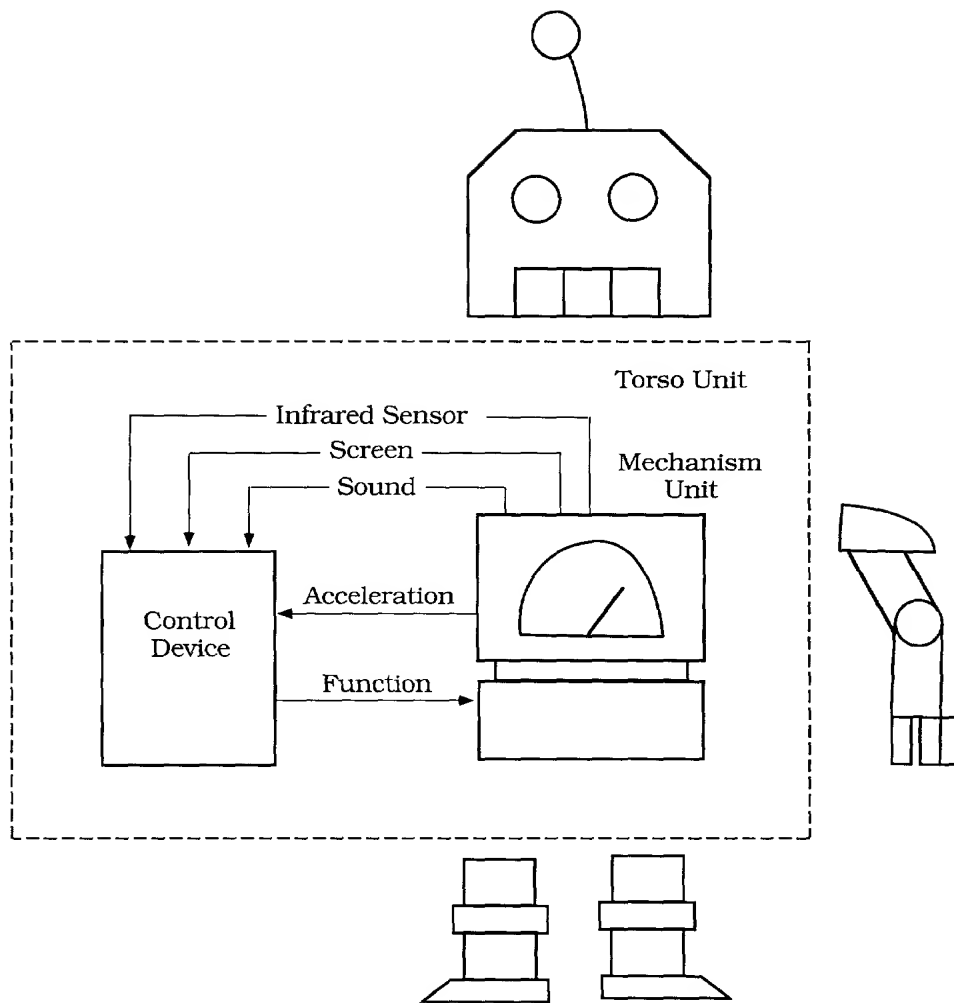 Torso Unit
Infrared Sensor
Screen
Mechanism
Unit
Sound
Acceleration
Control
Device
Function